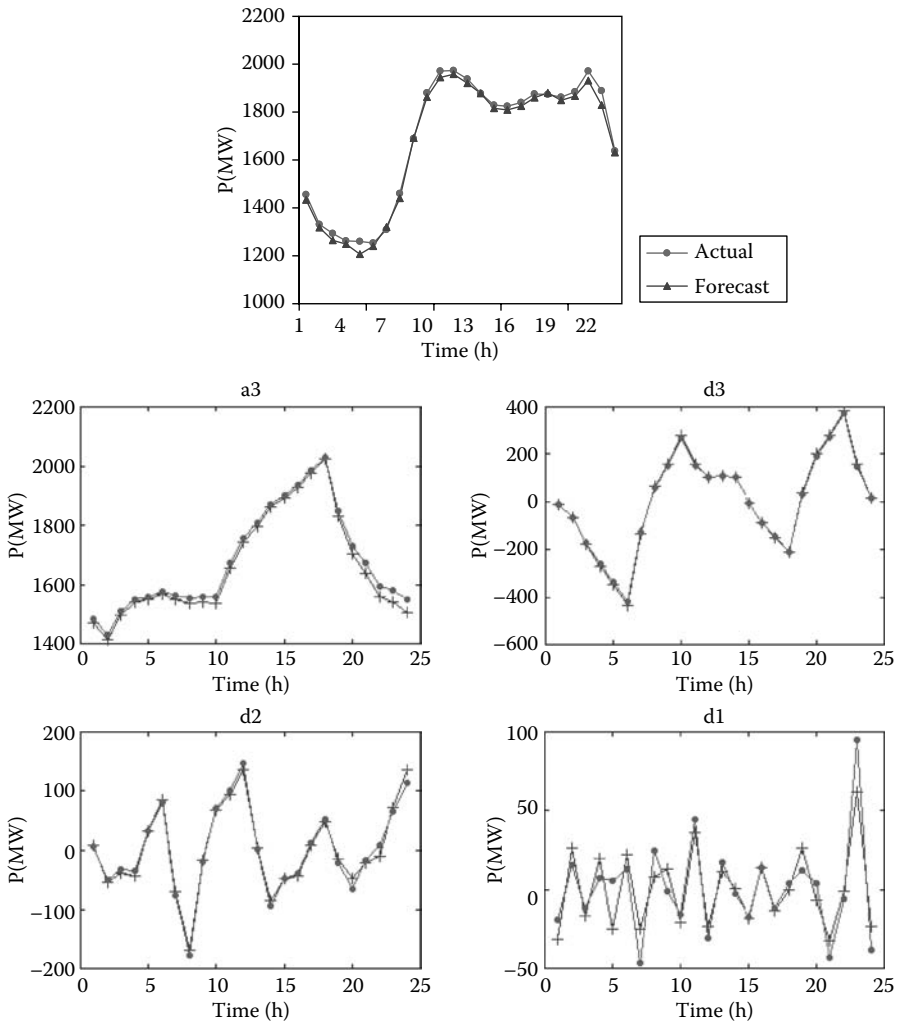 2200
2000
1800
1600
1400
1200
1000
P(MW)
1 4 7 10 13 16 19 22
Time (h)
Actual
Forecast
a3
2200
2000
1800
1600
1400
P(MW)
0 5 10 15 20 25
Time (h)
d3
400
200
0
−200
−400
−600
P(MW)
0 5 10 15 20 25
Time (h)
d2
200
100
0
−100
−200
P(MW)
0 5 10 15 20 25
Time (h)
d1
100
50
0
−50
P(MW)
0 5 10 15 20 25
Time (h)